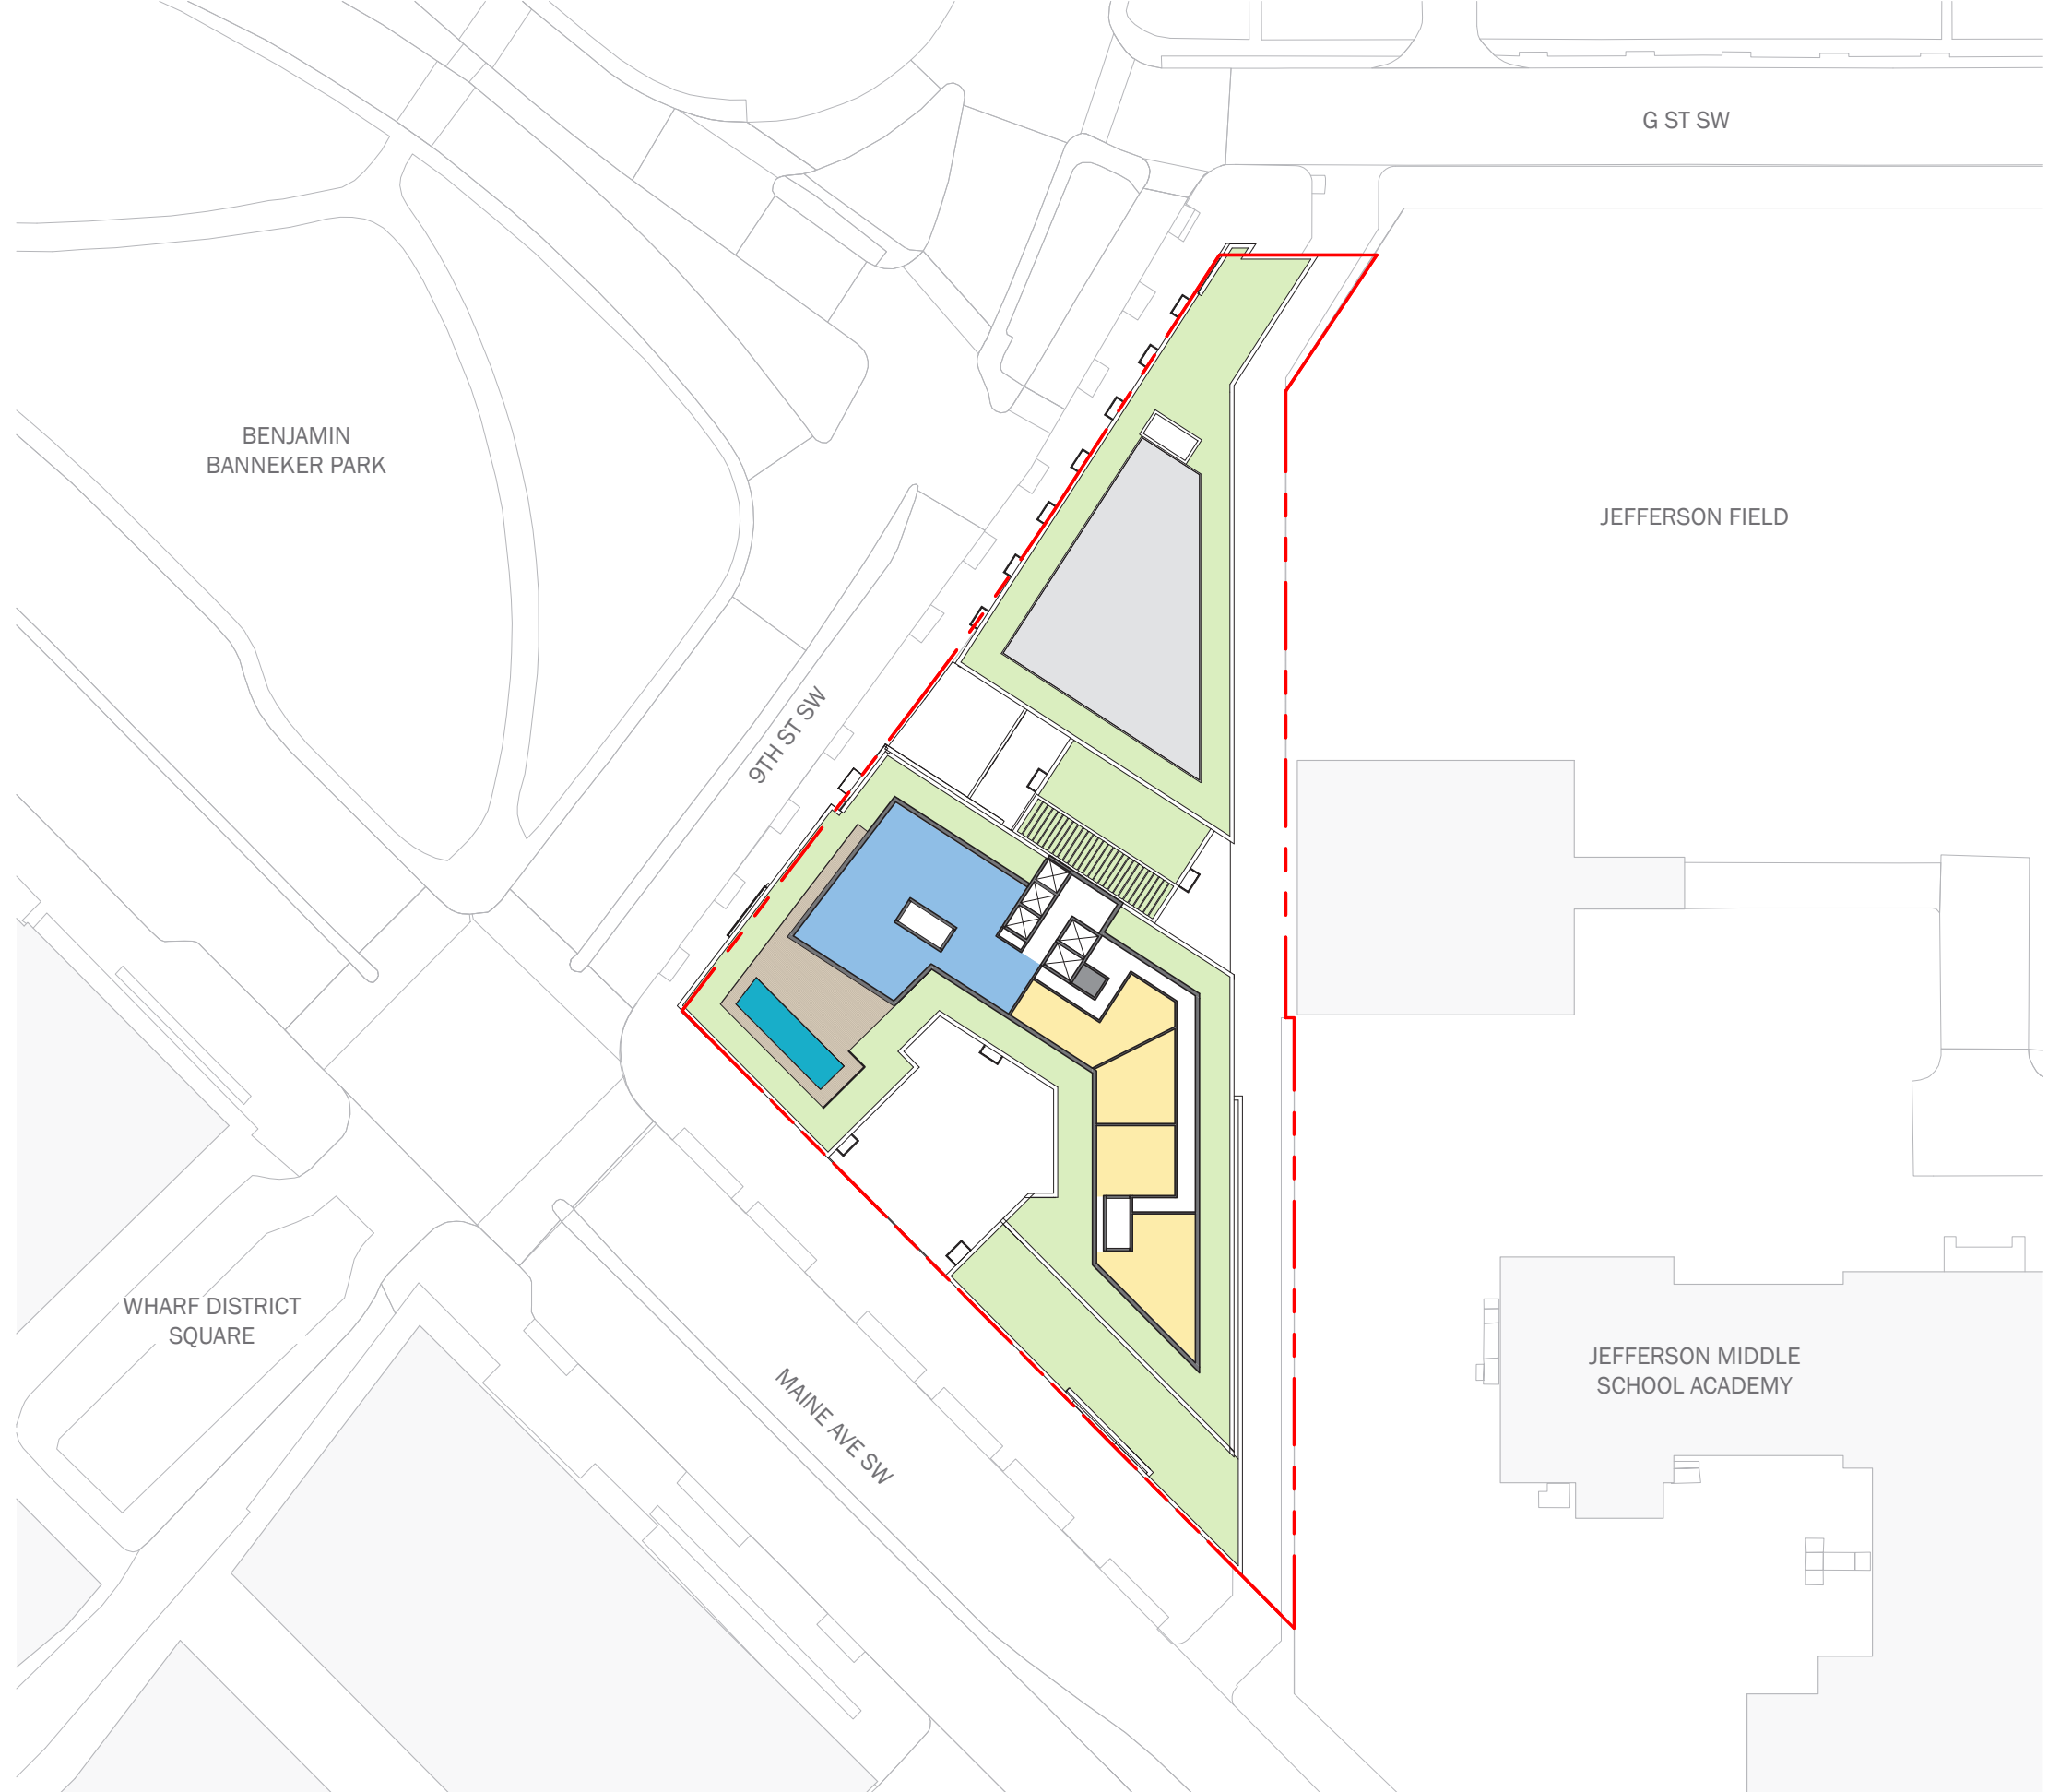 G ST SW
BENJAMIN
BANNEKER PARK
JEFFERSON FIELD
9TH ST SW
WHARF DISTRICT
SQUARE
MAINE AVE SW
JEFFERSON MIDDLE
SCHOOL ACADEMY